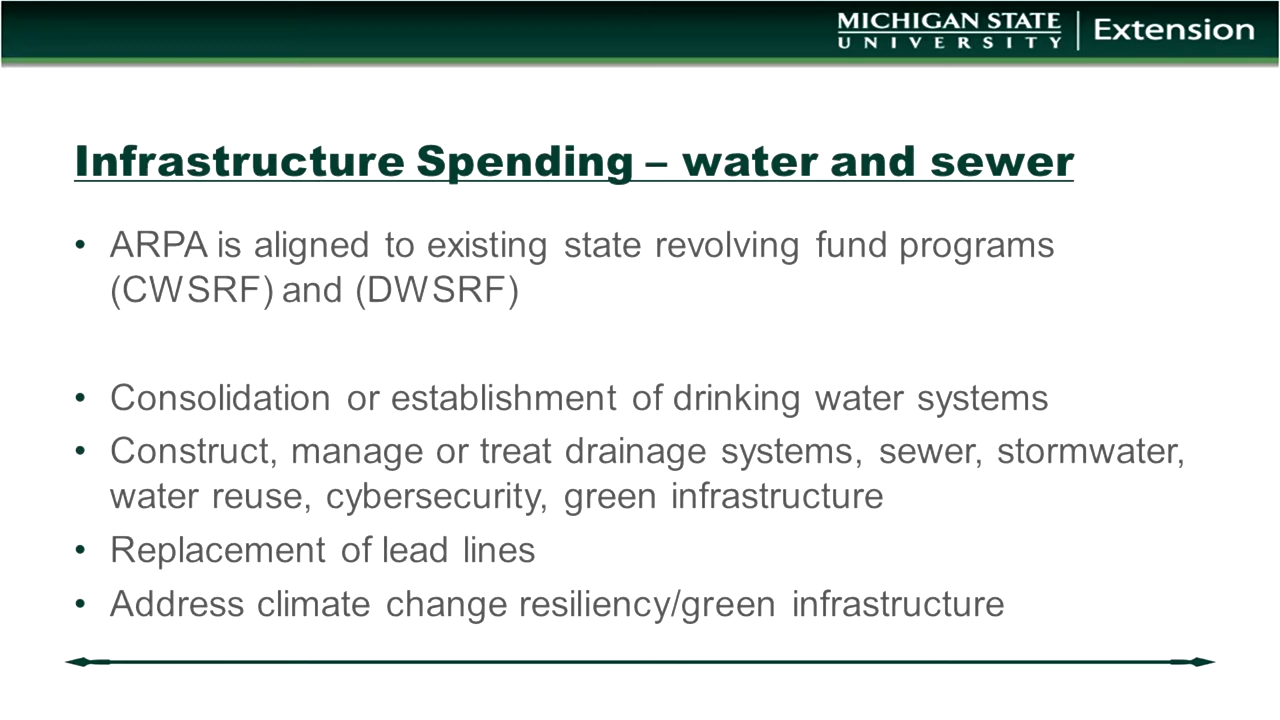 MICHIGAN STATE
UNIVERSITY
Extension
Infrastructure Spending – water and sewer
• ARPA is aligned to existing state revolving fund programs
(CWSRF) and (DWSRF)
• Consolidation or establishment of drinking water systems
• Construct, manage or treat drainage systems, sewer, stormwater,
water reuse, cybersecurity, green infrastructure
• Replacement of lead lines
• Address climate change resiliency/green infrastructure